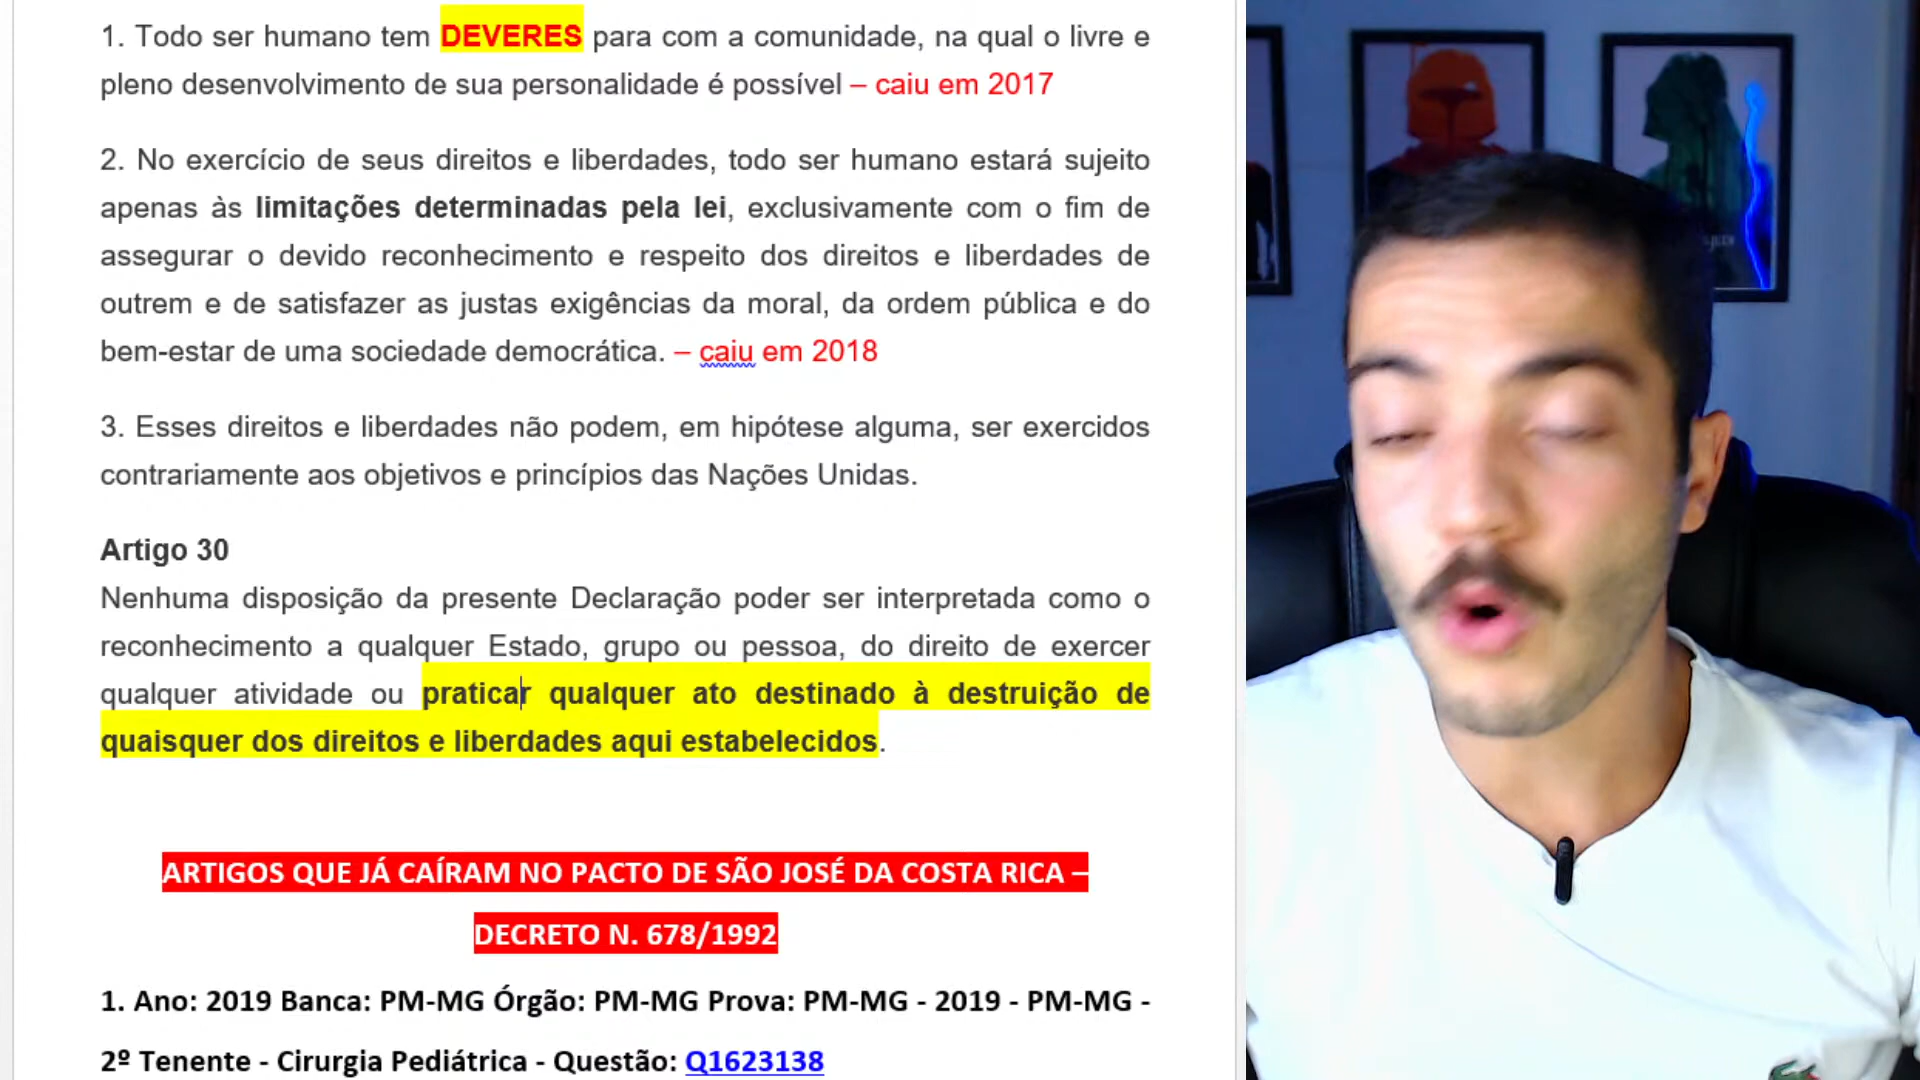 1. Todo ser humano tem DEVERES para com a comunidade, na qual o livre e
pleno desenvolvimento de sua personalidade é possível – caiu em 2017
2. No exercício de seus direitos e liberdades, todo ser humano estará sujeito
apenas às limitações determinadas pela lei, exclusivamente com o fim de
assegurar o devido reconhecimento e respeito dos direitos e liberdades de
outrem e de satisfazer as justas exigências da moral, da ordem pública e do
bem-estar de uma sociedade democrática. – caiu em 2018
3. Esses direitos e liberdades não podem, em hipótese alguma, ser exercidos
contrariamente aos objetivos e princípios das Nações Unidas.
Artigo 30
Nenhuma disposição da presente Declaração poder ser interpretada como o
reconhecimento a qualquer Estado, grupo ou pessoa, do direito de exercer
qualquer atividade ou praticar qualquer ato destinado à destruição de
quaisquer dos direitos e liberdades aqui estabelecidos.
ARTIGOS QUE JÁ CAÍRAM NO PACTO DE SÃO JOSÉ DA COSTA RICA –
DECRETO N. 678/1992
1. Ano: 2019 Banca: PM-MG Órgão: PM-MG Prova: PM-MG - 2019 - PM-MG -
2º Tenente - Cirurgia Pediátrica - Questão: Q1623138